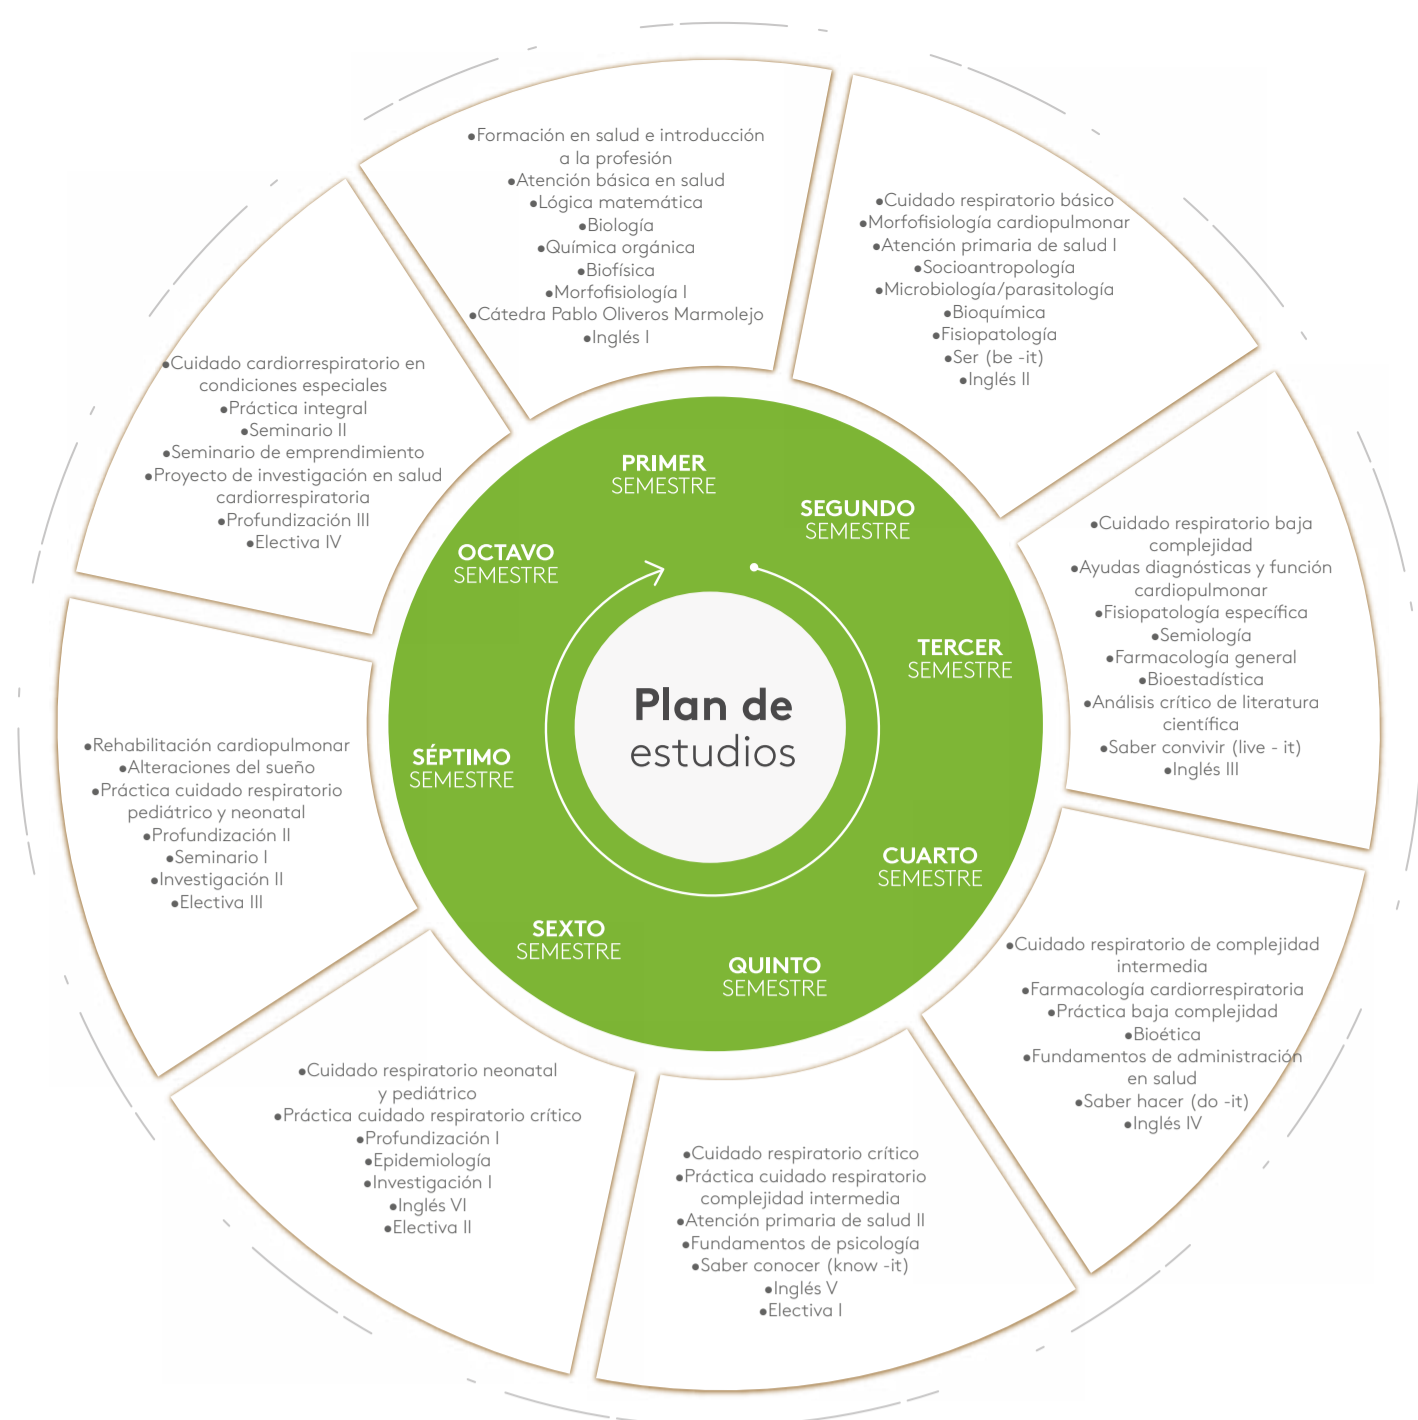 Plan de
estudios
PRIMER
SEMESTRE
•Formación en salud e introducción
a la profesión
•Atención básica en salud
•Lógica matemática
•Biología
•Química orgánica
•Biofísica
•Morfofisiología I
•Cátedra Pablo Oliveros Marmolejo
•Inglés I
SEGUNDO
SEMESTRE
•Cuidado respiratorio básico
•Morfofisiología cardiopulmonar
•Atención primaria de salud I
•Socioantropología
•Microbiología/parasitología
•Bioquímica
•Fisiopatología
•Ser (be -it)
•Inglés II
TERCER
SEMESTRE
•Cuidado respiratorio baja
complejidad
•Ayudas diagnósticas y función
cardiopulmonar
•Fisiopatología específica
•Semiología
•Farmacología general
•Bioestadística
•Análisis crítico de literatura
científica
•Saber convivir (live - it)
•Inglés III
CUARTO
SEMESTRE
•Cuidado respiratorio de complejidad
intermedia
•Farmacología cardiorrespiratoria
•Práctica baja complejidad
•Bioética
•Fundamentos de administración
en salud
•Saber hacer (do -it)
•Inglés IV
QUINTO
SEMESTRE
•Cuidado respiratorio crítico
•Práctica cuidado respiratorio
complejidad intermedia
•Atención primaria de salud II
•Fundamentos de psicología
•Saber conocer (know -it)
•Inglés V
•Electiva I
SEXTO
SEMESTRE
•Cuidado respiratorio neonatal
y pediátrico
•Práctica cuidado respiratorio crítico
•Profundización I
•Epidemiología
•Investigación I
•Inglés VI
•Electiva II
SÉPTIMO
SEMESTRE
•Rehabilitación cardiopulmonar
•Alteraciones del sueño
•Práctica cuidado respiratorio
pediátrico y neonatal
•Profundización II
•Seminario I
•Investigación II
•Electiva III
OCTAVO
SEMESTRE
•Cuidado cardiorrespiratorio en
condiciones especiales
•Práctica integral
•Seminario II
•Seminario de emprendimiento
•Proyecto de investigación en salud
cardiorrespiratoria
•Profundización III
•Electiva IV